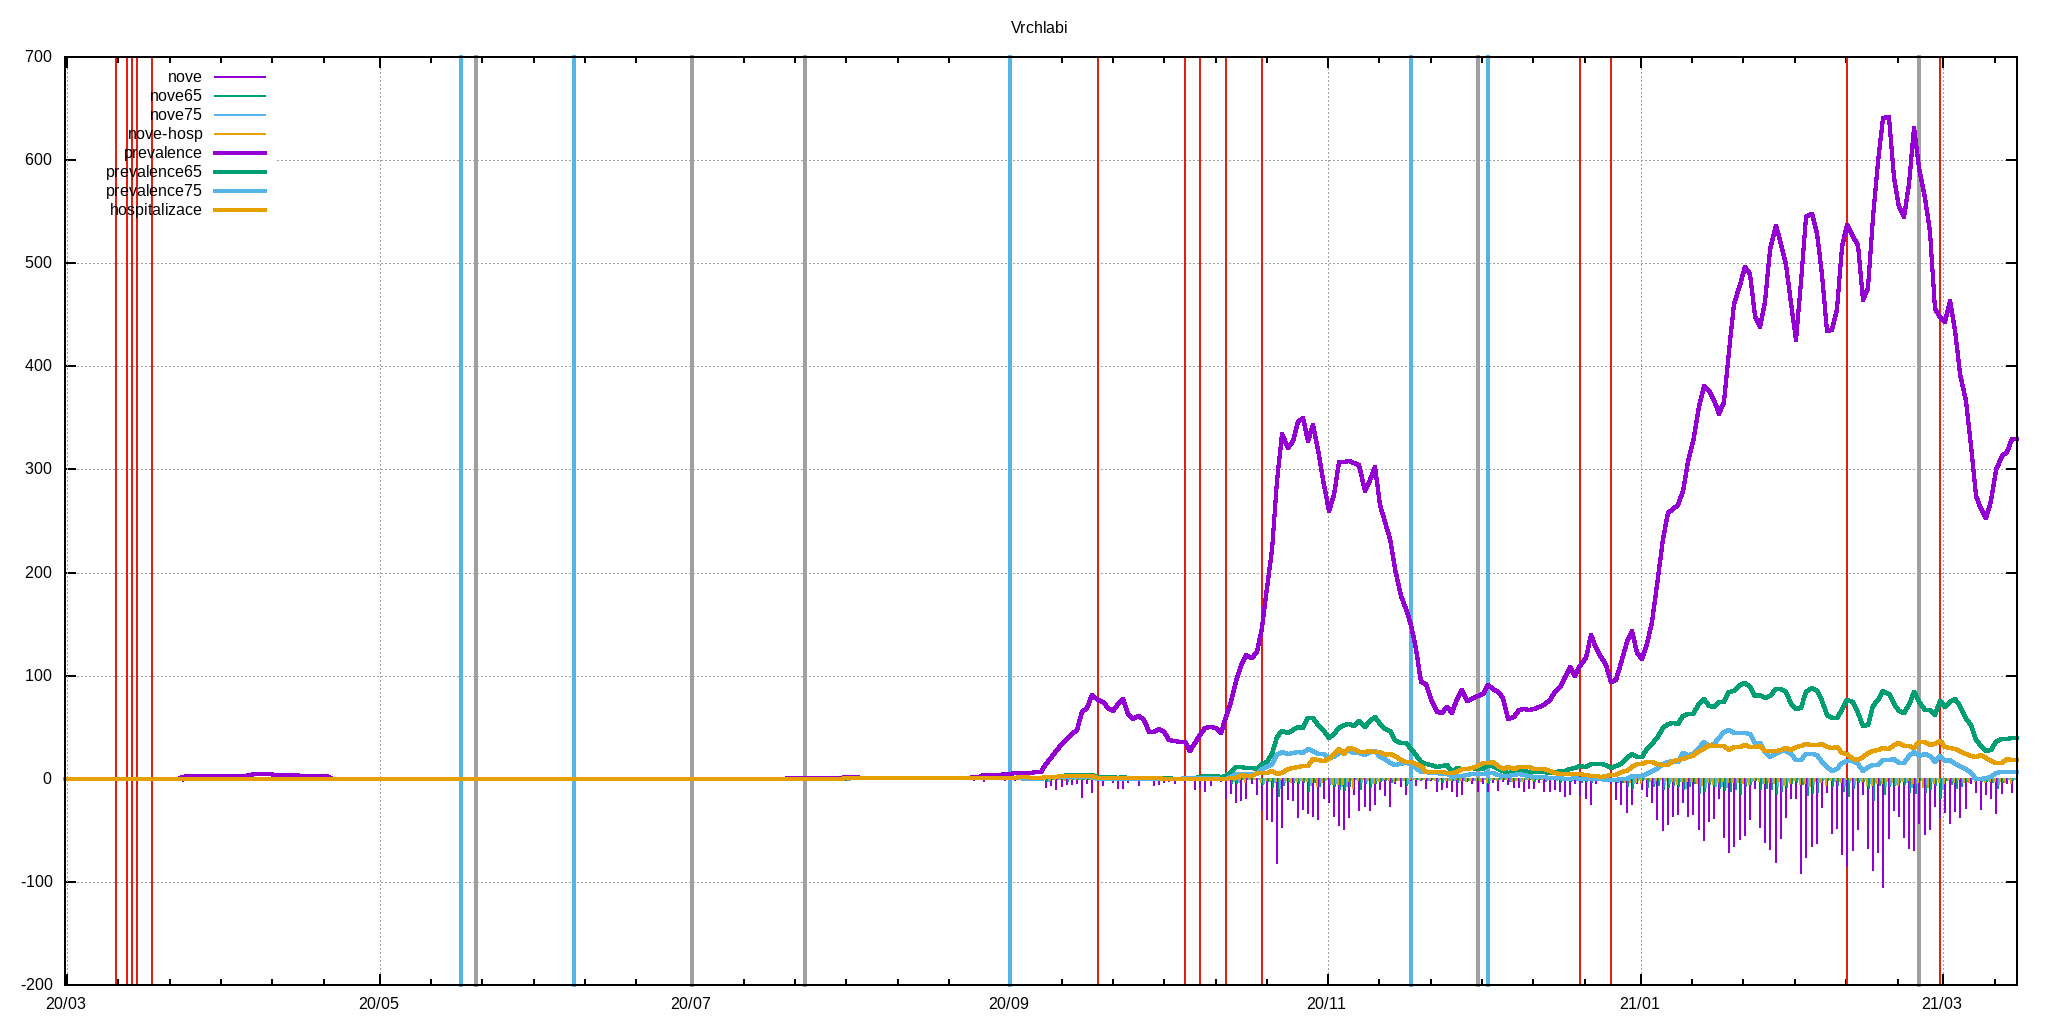 Vrchlabi
700
600
500
400
300
200
100
0
-100
-200
nove
nove65
nove75
nove-hosp
prevalence
prevalence65
prevalence75
hospitalizace
20/03 20/05 20/07 20/09 20/11 21/01 21/03